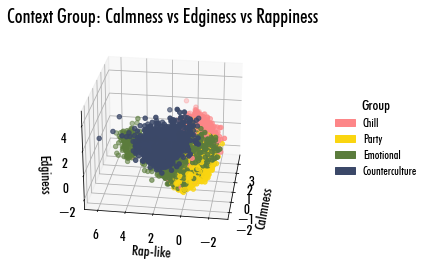 Context Group: Calmness vs Edginess vs Rappiness
Group
Chill
Party
Emotional
Counterculture
Edginess
4
2
0
−2
6
4
2
0
−2
Rap-like
3
2
1
0
−1
−2
Calmness